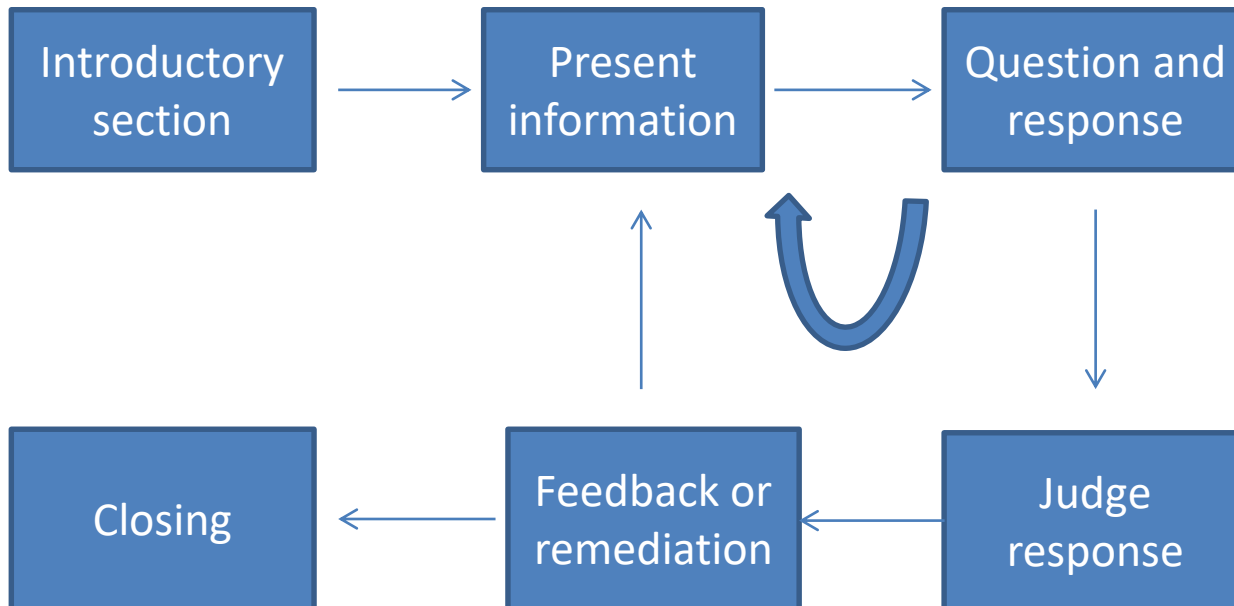 Introductory
section
Present
information
Question and
response
Closing
Feedback or
remediation
Judge
response